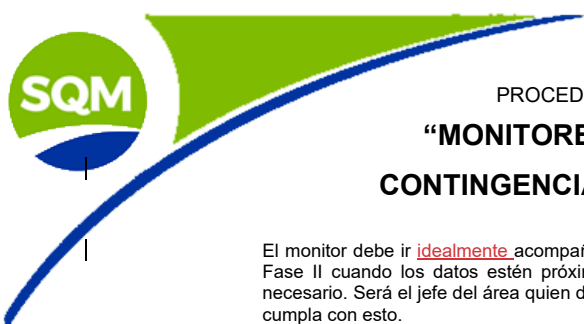 SQM
PROCED
“MONITORE
CONTINGENCIA
El monitor debe ir idealmente acompañ
Fase II cuando los datos estén próxi
necesario. Será el jefe del área quien d
cumpla con esto.